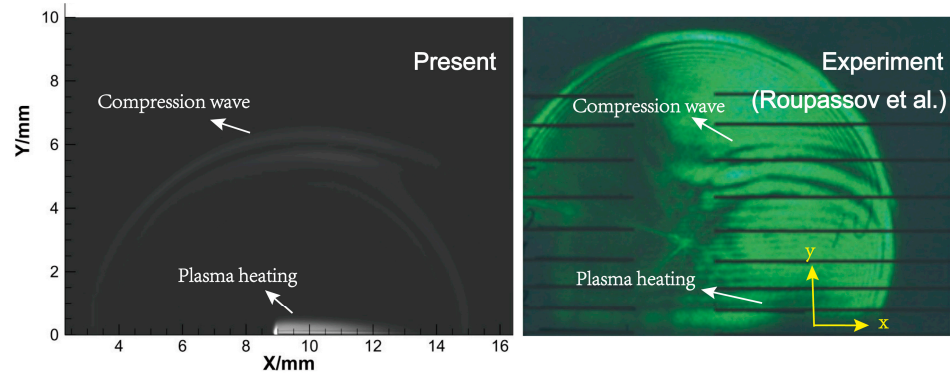 10
8
6
4
2
0
Y/mm
Present
Compression wave
Plasma heating
4
6
8
10
12
14
16
X/mm
Experiment
(Roupassov et al.)
Compression wave
Plasma heating
y
x